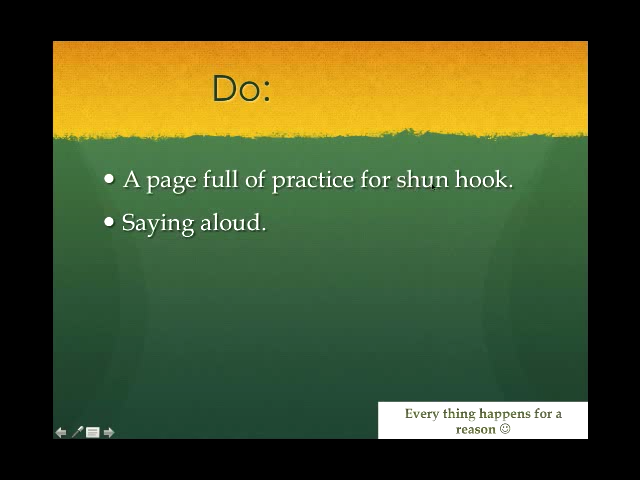 Do:
• A page full of practice for shun hook.
• Saying aloud.
Every thing happens for a
reason ☺